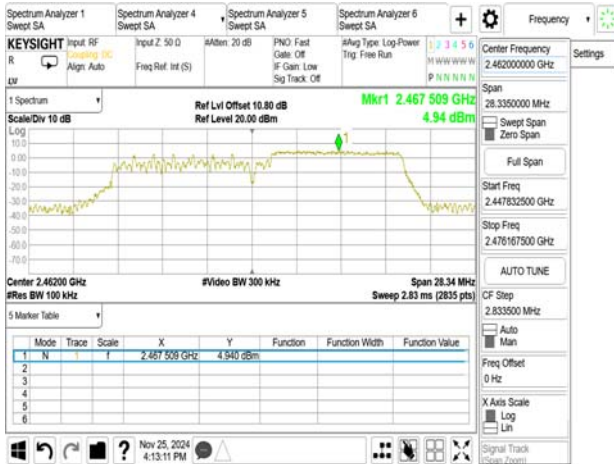 Spectrum Analyzer 1
Swept SA
Spectrum Analyzer 4
Swept SA
Spectrum Analyzer 5
Swept SA
Spectrum Analyzer 6
Swept SA
+
Frequency
KEYSIGHT
R
Input: RF
Coupling: DC
Align: Auto
Input Z: 50 Ω
Freq Ref: Int (S)
#Atten: 20 dB
PNO: Fast
Gate: Off
IF Gain: Low
Sig Track: Off
#Avg Type: Log-Power
Trig: Free Run
1 2 3 4 5 6
M W W W W W
P N N N N N
1 Spectrum
Scale/Div 10 dB
Ref Lvl Offset 10.80 dB
Ref Level 20.00 dBm
Mkr1 2.467 509 GHz
4.94 dBm
Log
10.0
0.00
-10.0
-20.0
-30.0
-40.0
-50.0
-60.0
-70.0
1
Center 2.46200 GHz
#Res BW 100 kHz
#Video BW 300 kHz
Span 28.34 MHz
Sweep 2.83 ms (2835 pts)
5 Marker Table
Mode Trace Scale X Y Function Function Width Function Value
1 N 1 f 2.467 509 GHz 4.940 dBm
2
3
4
5
6
Nov 25, 2024
4:13:11 PM
Center Frequency
2.462000000 GHz
Settings
Span
28.3350000 MHz
Swept Span
Zero Span
Full Span
Start Freq
2.447832500 GHz
Stop Freq
2.476167500 GHz
AUTO TUNE
CF Step
2.833500 MHz
Auto
Man
Freq Offset
0 Hz
X Axis Scale
Log
Lin
Signal Track
(Span Zoom)